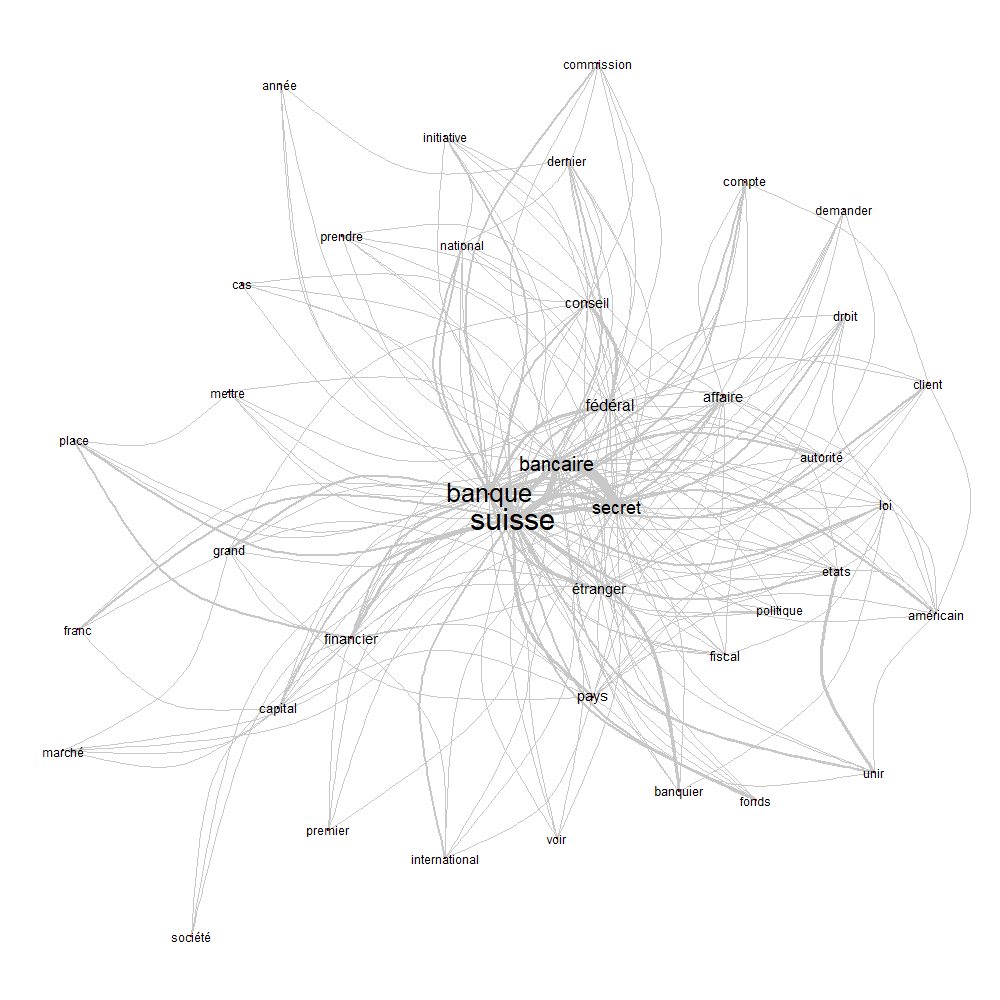 commission
année
initiative
dernier
compte
demander
prendre
national
cas
conseil
droit
client
mettre
affaire
fédéral
place
autorité
bancaire
banque
loi
secret
suisse
grand
etats
étranger
politique
américain
franc
financier
fiscal
pays
capital
marché
unir
banquier
fonds
premier
voir
international
société